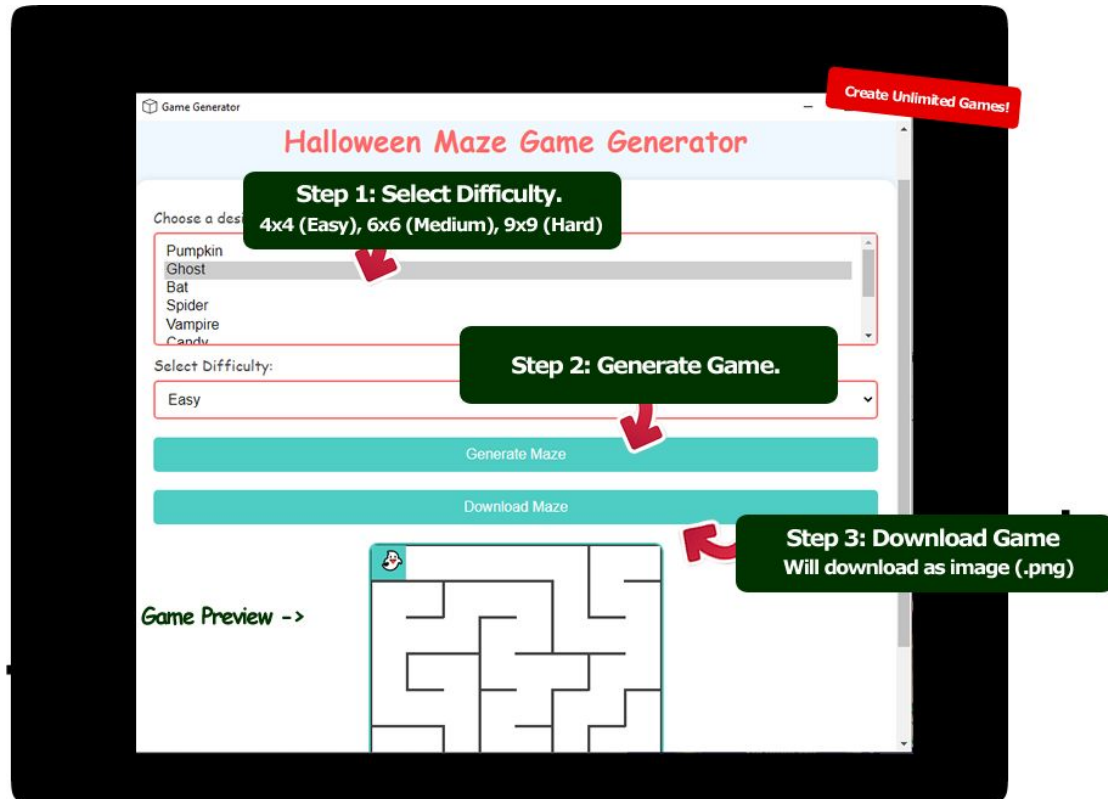 Create Unlimited Games!
Game Generator
Halloween Maze Game Generator
Step 1: Select Difficulty.
4x4 (Easy), 6x6 (Medium), 9x9 (Hard)
Choose a desi
Pumpkin
Ghost
Bat
Spider
Vampire
Candy
Step 2: Generate Game.
Select Difficulty:
Easy
Generate Maze
Download Maze
Step 3: Download Game
Will download as image (.png)
Game Preview ->